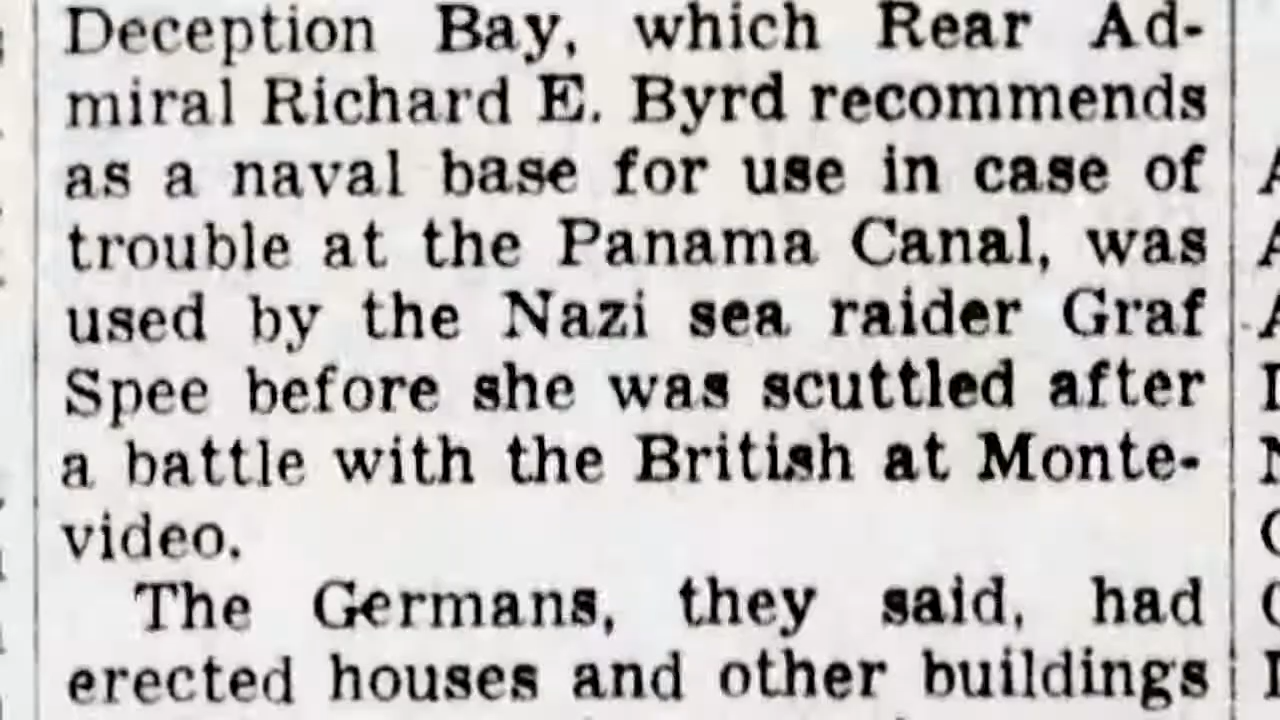 Deception Bay, which Rear Ad-
miral Richard E. Byrd recommends
as a naval base for use in case of
trouble at the Panama Canal, was
used by the Nazi sea raider Graf
Spee before she was scuttled after
a battle with the British at Monte-
video.
The Germans, they said, had
erected houses and other buildings